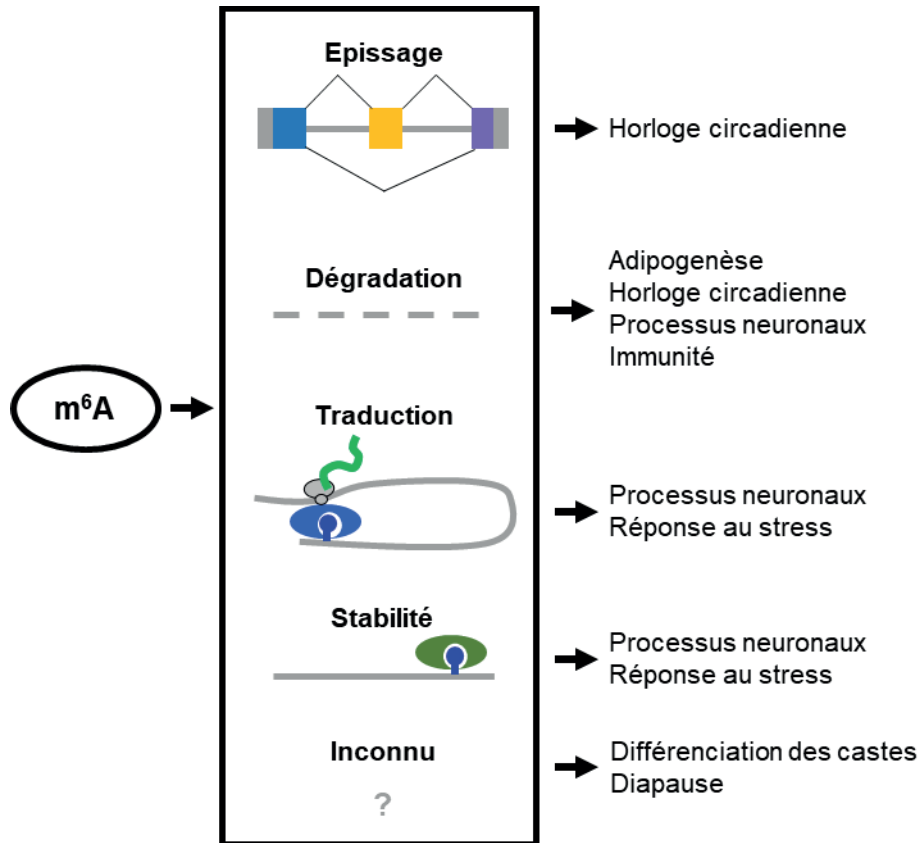 Epissage
Horloge circadienne
Dégradation
Adipogenèse
Horloge circadienne
Processus neuronaux
Immunité
m⁶A
Traduction
Processus neuronaux
Réponse au stress
Stabilité
Processus neuronaux
Réponse au stress
Inconnu
?
Différenciation des castes
Diapause